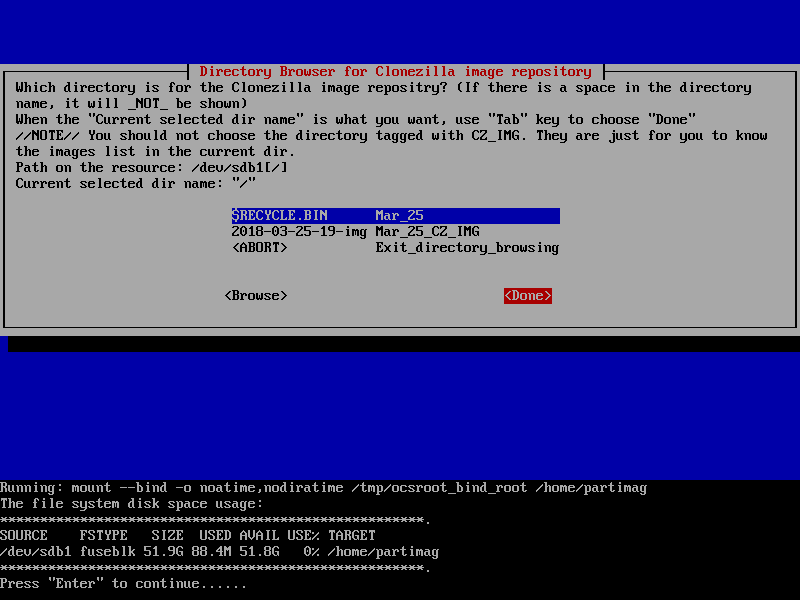 Directory Browser for Clonezilla image repository
Which directory is for the Clonezilla image repositry? (If there is a space in the directory
name, it will _NOT_ be shown)
When the "Current selected dir name" is what you want, use "Tab" key to choose "Done"
//NOTE// You should not choose the directory tagged with CZ_IMG. They are just for you to know
the images list in the current dir.
Path on the resource: /dev/sdb1[/]
Current selected dir name: "/"
$RECYCLE.BIN Mar_25
2018-03-25-19-img Mar_25_CZ_IMG
<ABORT> Exit_directory_browsing
<Browse> <Done>
Running: mount --bind -o noatime,nodiratime /tmp/ocsroot_bind_root /home/partimag
The file system disk space usage:
*****************************************************.
SOURCE FSTYPE SIZE USED AVAIL USE% TARGET
/dev/sdb1 fuseblk 51.9G 88.4M 51.8G 0% /home/partimag
*****************************************************.
Press "Enter" to continue......